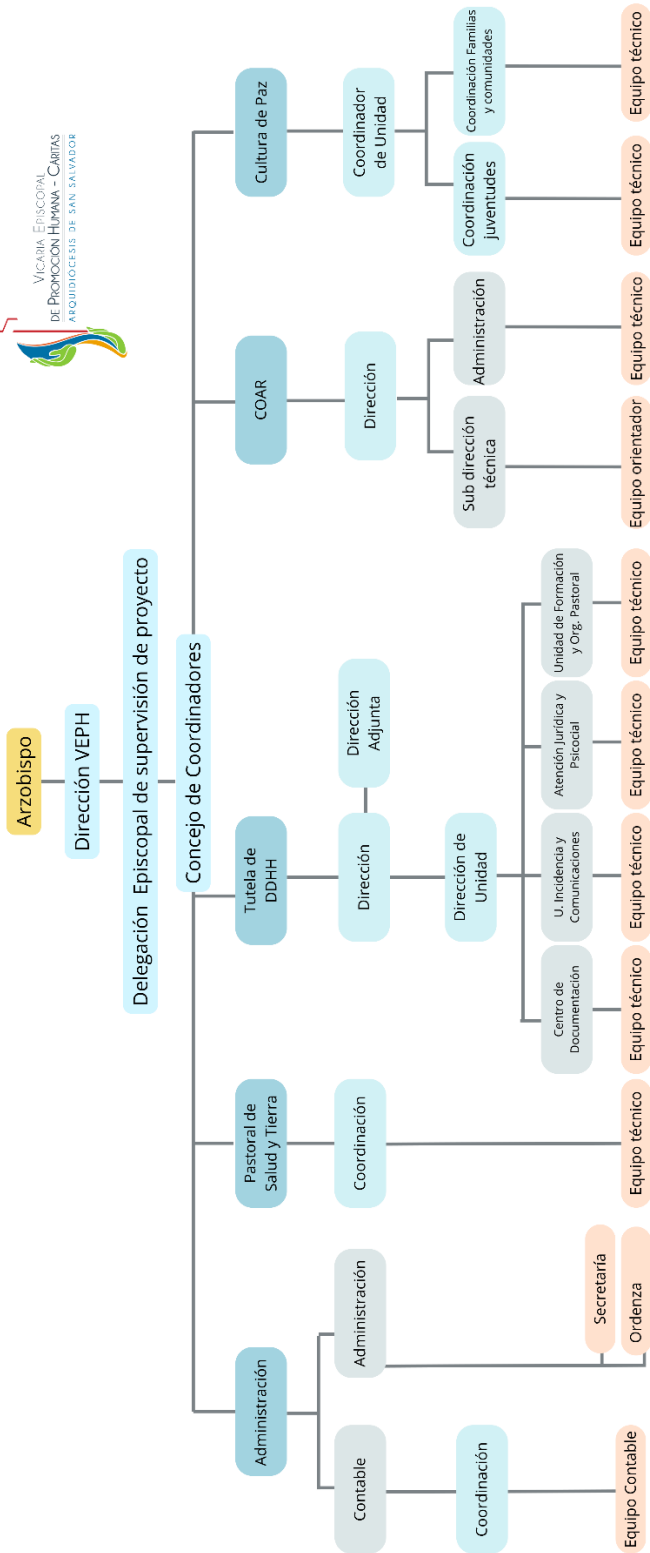 VICARIA EPISCOPAL
DE PROMOCIÓN HUMANA - CARITAS
ARQUIDIOCESIS DE SAN SALVADOR
Arzobispo
Dirección VEPH
Delegación Episcopal de supervisión de proyecto
Concejo de Coordinadores
Administración
Contable
Coordinación
Equipo Contable
Administración
Secretaría
Ordenza
Pastoral de
Salud y Tierra
Coordinación
Equipo técnico
Tutela de
DDHH
Dirección
Dirección
Adjunta
Dirección de
Unidad
Centro de
Documentación
Equipo técnico
U. Incidencia y
Comunicaciones
Equipo técnico
Atención Jurídica y
Psicocial
Equipo técnico
Unidad de Formación
y Org. Pastoral
Equipo técnico
COAR
Dirección
Sub dirección
técnica
Equipo orientador
Administración
Equipo técnico
Cultura de Paz
Coordinador
de Unidad
Coordinación
juventudes
Equipo técnico
Coordinación Familias
y comunidades
Equipo técnico